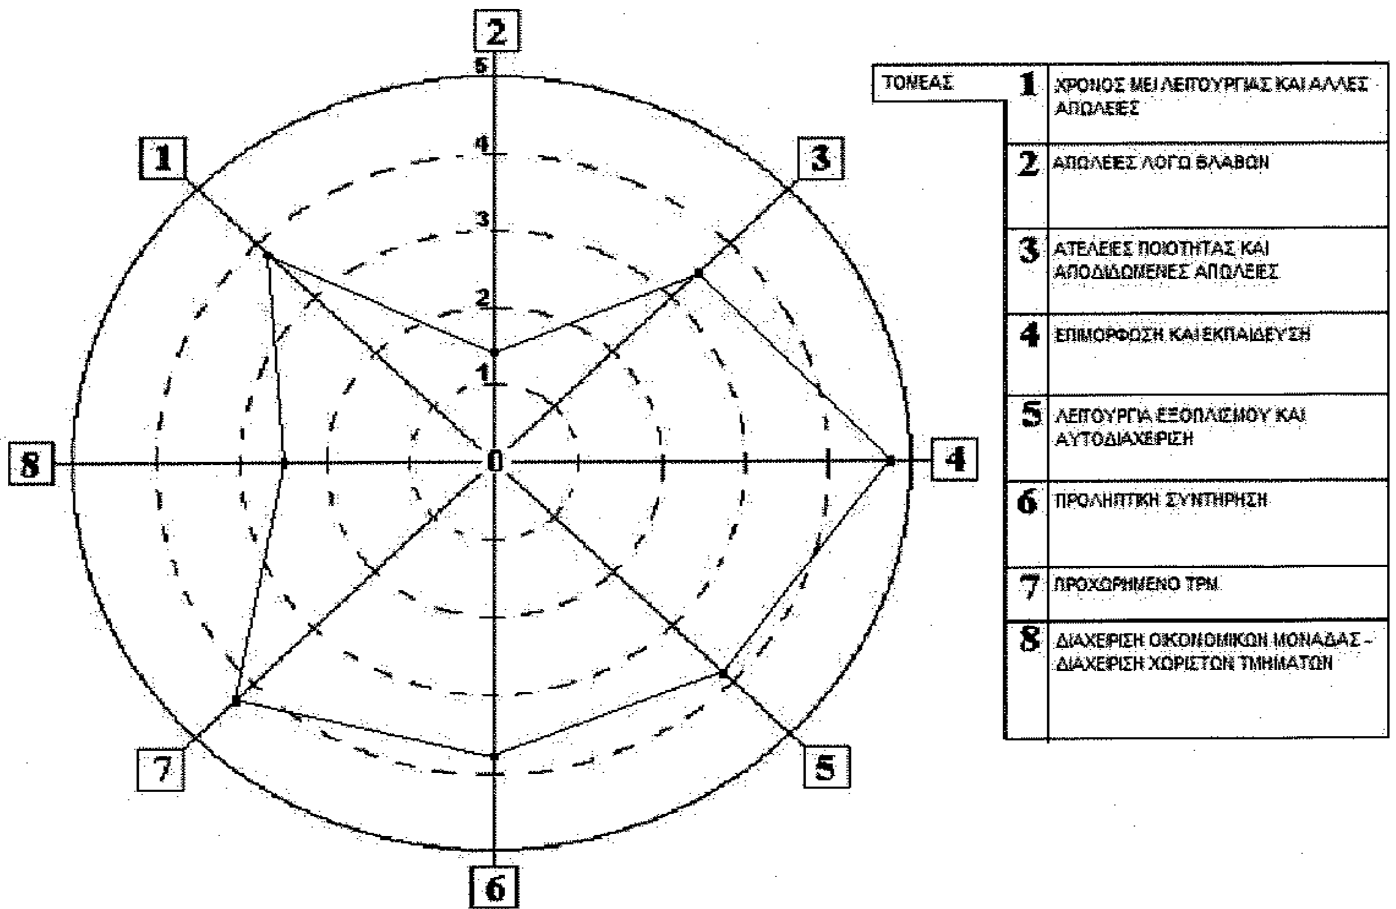 2
5
4
3
2
1
0
1
3
8
4
7
5
6
ΤΟΜΕΑΣ
1 ΧΡΟΝΟΣ ΜΕΙ ΛΕΙΤΟΥΡΓΙΑΣ ΚΑΙ ΑΛΛΕΣ
ΑΠΩΛΕΙΕΣ
2 ΑΠΩΛΕΙΕΣ ΛΟΓΩ ΒΛΑΒΩΝ
3 ΑΤΕΛΕΙΕΣ ΠΟΙΟΤΗΤΑΣ ΚΑΙ
ΑΠΟΔΙΔΩΜΕΝΕΣ ΑΠΩΛΕΙΕΣ
4 ΕΠΙΜΟΡΦΩΣΗ ΚΑΙ ΕΚΠΑΙΔΕΥΣΗ
5 ΛΕΙΤΟΥΡΓΙΑ ΕΞΟΠΛΙΣΜΟΥ ΚΑΙ
ΑΥΤΟΔΙΑΧΕΙΡΙΣΗ
6 ΠΡΟΛΗΠΤΙΚΗ ΣΥΝΤΗΡΗΣΗ
7 ΠΡΟΧΩΡΗΜΕΝΟ TPM
8 ΔΙΑΧΕΙΡΙΣΗ ΟΙΚΟΝΟΜΙΚΩΝ ΜΟΝΑΔΑΣ –
ΔΙΑΧΕΙΡΙΣΗ ΧΩΡΙΣΤΩΝ ΤΜΗΜΑΤΩΝ